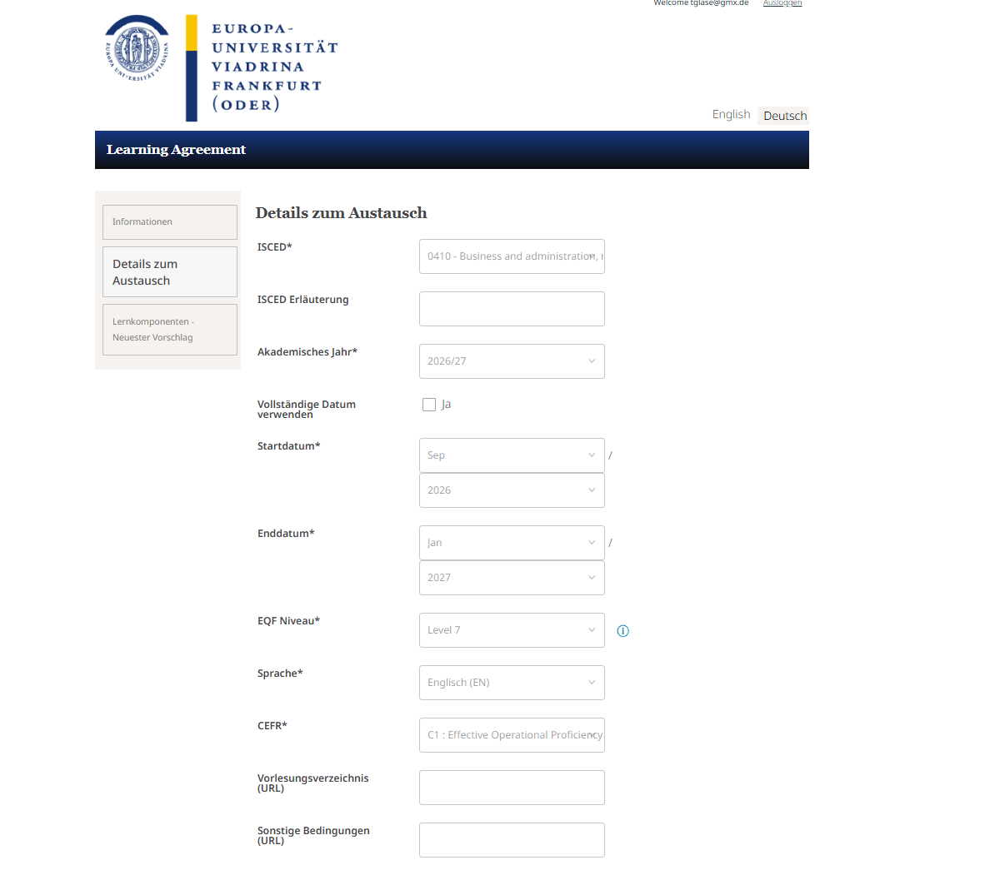 Welcome tglase@gmx.de Ausloggen
EUROPA-
UNIVERSITÄT
VIADRINA
FRANKFURT
(ODER)
EUROPA UNIVERSITÄT VIADRINA
English Deutsch
Learning Agreement
Informationen
Details zum
Austausch
Lernkomponenten -
Neuester Vorschlag
Details zum Austausch
ISCED*
0410 - Business and administration,
ISCED Erläuterung
Akademisches Jahr*
2026/27
Vollständige Datum
verwenden
Ja
Startdatum*
Sep
/
2026
Enddatum*
Jan
/
2027
EQF Niveau*
Level 7
Sprache*
Englisch (EN)
CEFR*
C1 : Effective Operational Proficiency
Vorlesungsverzeichnis
(URL)
Sonstige Bedingungen
(URL)